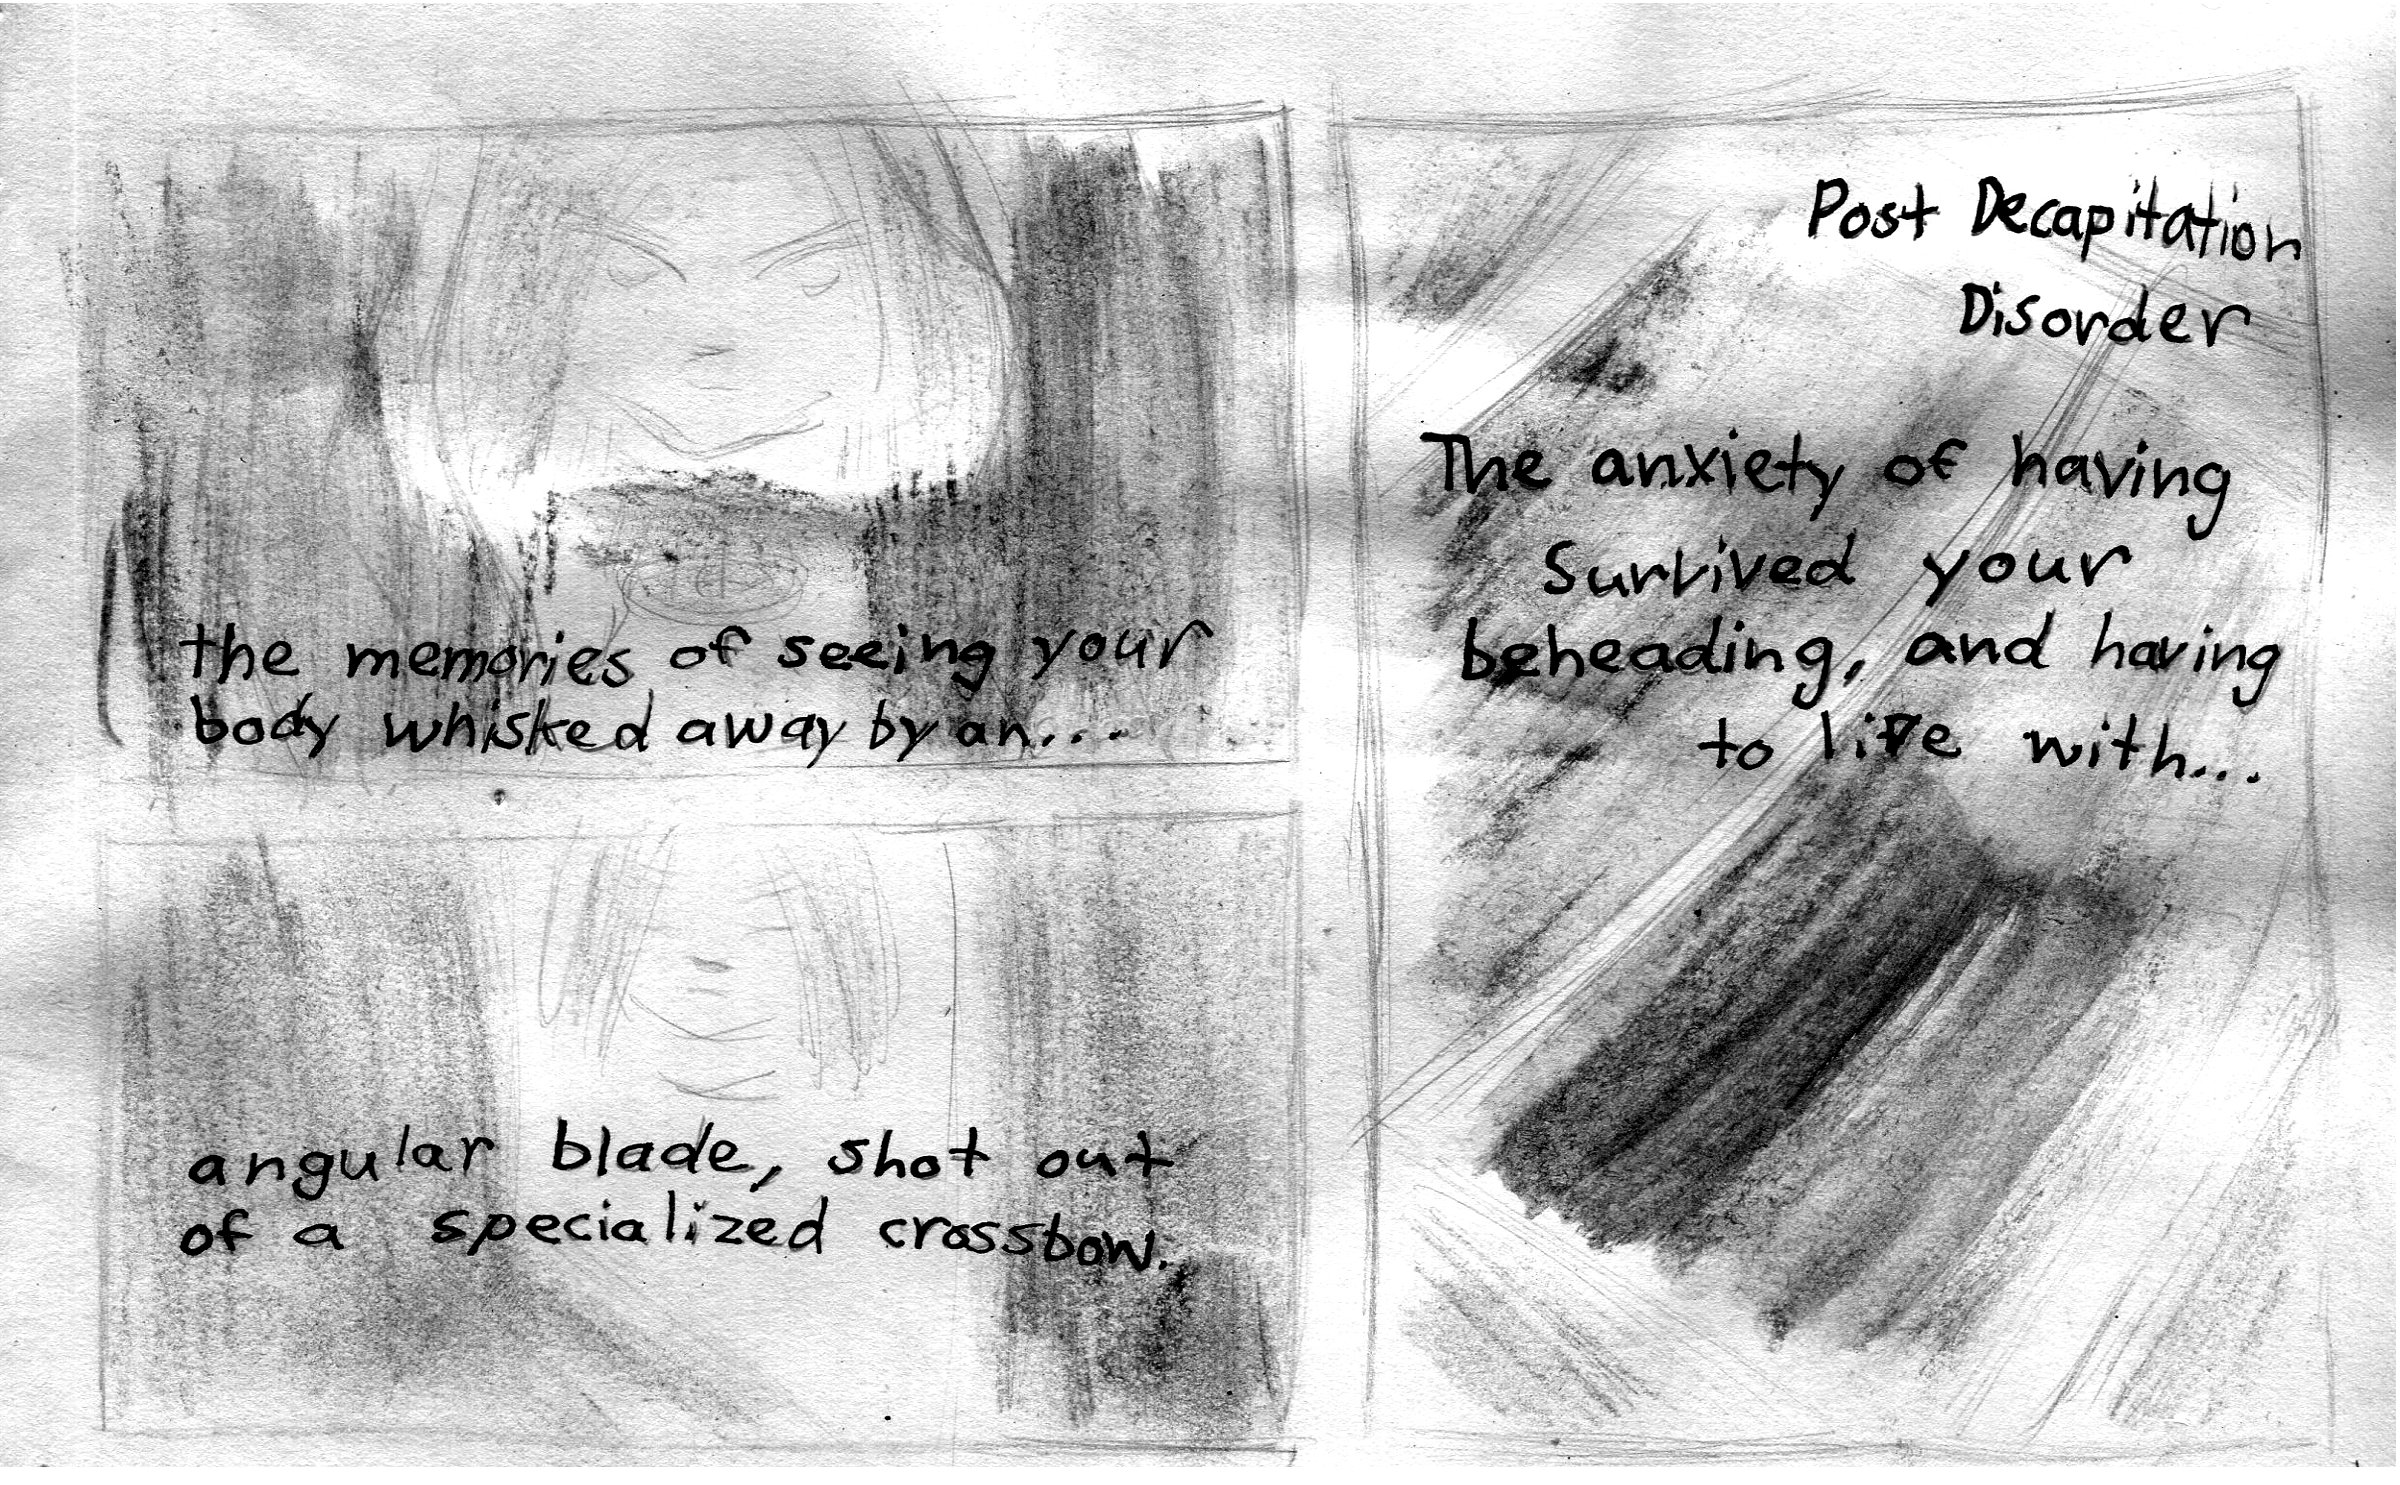 Post Decapitation
Disorder
The anxiety of having
Survived your
beheading, and having
to live with...
the memories of seeing your
body whisked away by an...
angular blade, shot out
of a specialized crossbow.